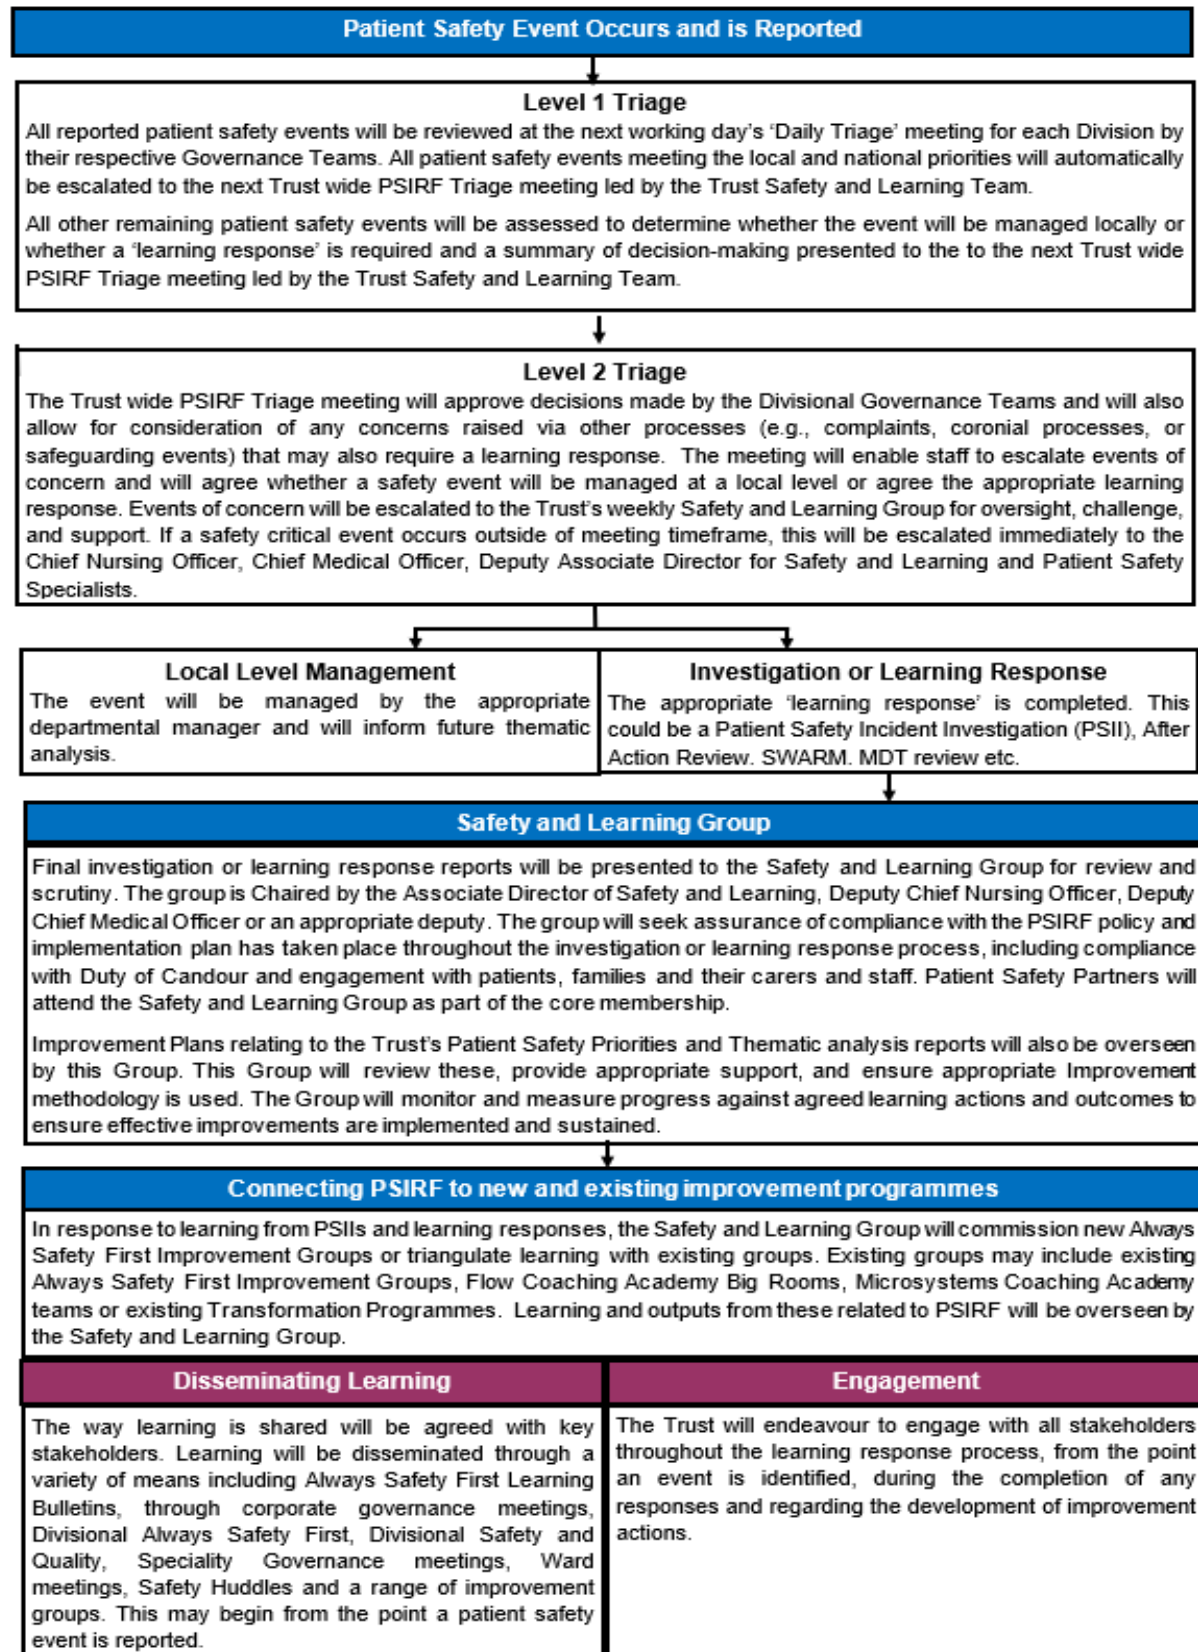 Patient Safety Event Occurs and is Reported
Level 1 Triage
All reported patient safety events will be reviewed at the next working day's 'Daily Triage' meeting for each Division by
their respective Governance Teams. All patient safety events meeting the local and national priorities will automatically
be escalated to the next Trust wide PSIRF Triage meeting led by the Trust Safety and Learning Team.
All other remaining patient safety events will be assessed to determine whether the event will be managed locally or
whether a 'learning response' is required and a summary of decision-making presented to the to the next Trust wide
PSIRF Triage meeting led by the Trust Safety and Learning Team.
Level 2 Triage
The Trust wide PSIRF Triage meeting will approve decisions made by the Divisional Governance Teams and will also
allow for consideration of any concerns raised via other processes (e.g., complaints, coronial processes, or
safeguarding events) that may also require a learning response. The meeting will enable staff to escalate events of
concern and will agree whether a safety event will be managed at a local level or agree the appropriate learning
response. Events of concern will be escalated to the Trust's weekly Safety and Learning Group for oversight, challenge,
and support. If a safety critical event occurs outside of meeting timeframe, this will be escalated immediately to the
Chief Nursing Officer, Chief Medical Officer, Deputy Associate Director for Safety and Learning and Patient Safety
Specialists.
Local Level Management
The event will be managed by the appropriate
departmental manager and will inform future thematic
analysis.
Investigation or Learning Response
The appropriate 'learning response' is completed. This
could be a Patient Safety Incident Investigation (PSII), After
Action Review. SWARM. MDT review etc.
Safety and Learning Group
Final investigation or learning response reports will be presented to the Safety and Learning Group for review and
scrutiny. The group is Chaired by the Associate Director of Safety and Learning, Deputy Chief Nursing Officer, Deputy
Chief Medical Officer or an appropriate deputy. The group will seek assurance of compliance with the PSIRF policy and
implementation plan has taken place throughout the investigation or learning response process, including compliance
with Duty of Candour and engagement with patients, families and their carers and staff. Patient Safety Partners will
attend the Safety and Learning Group as part of the core membership.
Improvement Plans relating to the Trust's Patient Safety Priorities and Thematic analysis reports will also be overseen
by this Group. This Group will review these, provide appropriate support, and ensure appropriate Improvement
methodology is used. The Group will monitor and measure progress against agreed learning actions and outcomes to
ensure effective improvements are implemented and sustained.
Connecting PSIRF to new and existing improvement programmes
In response to learning from PSIIs and learning responses, the Safety and Learning Group will commission new Always
Safety First Improvement Groups or triangulate learning with existing groups. Existing groups may include existing
Always Safety First Improvement Groups, Flow Coaching Academy Big Rooms, Microsystems Coaching Academy
teams or existing Transformation Programmes. Learning and outputs from these related to PSIRF will be overseen by
the Safety and Learning Group.
Disseminating Learning
The way learning is shared will be agreed with key
stakeholders. Learning will be disseminated through a
variety of means including Always Safety First Learning
Bulletins, through corporate governance meetings,
Divisional Always Safety First, Divisional Safety and
Quality, Speciality Governance meetings, Ward
meetings, Safety Huddles and a range of improvement
groups. This may begin from the point a patient safety
event is reported.
Engagement
The Trust will endeavour to engage with all stakeholders
throughout the learning response process, from the point
an event is identified, during the completion of any
responses and regarding the development of improvement
actions.